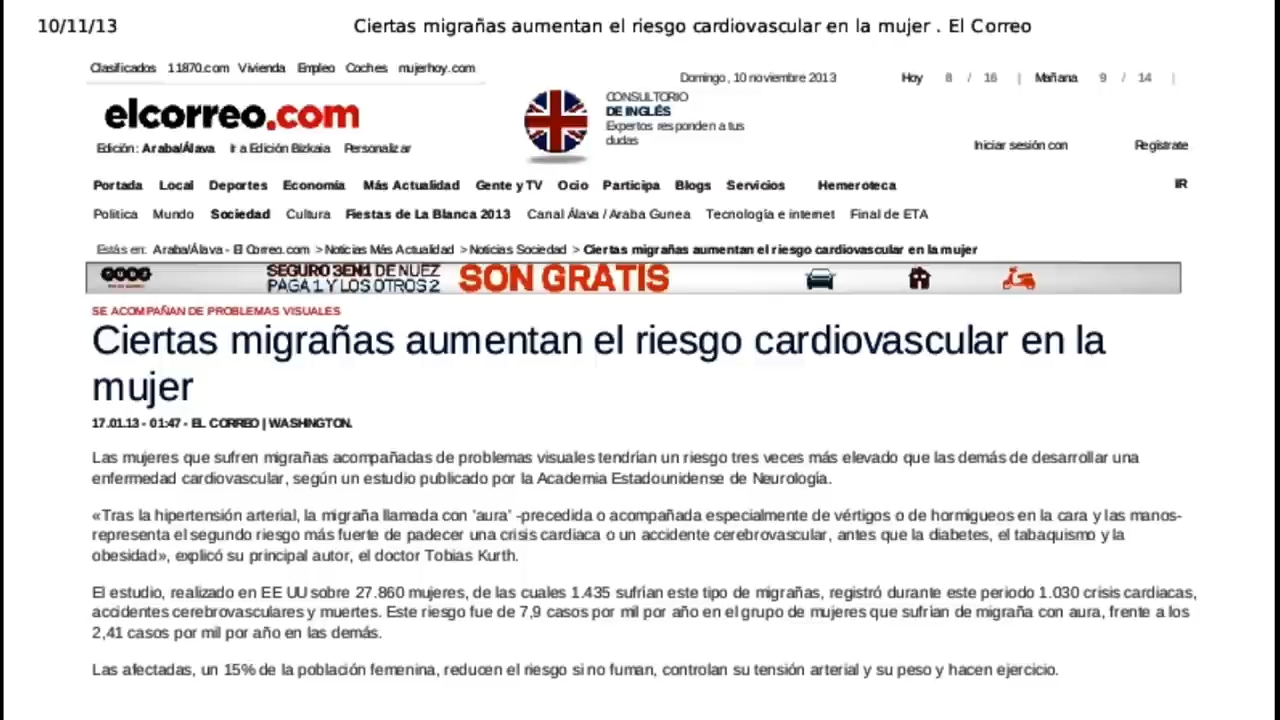 10/11/13 Ciertas migrañas aumentan el riesgo cardiovascular en la mujer . El Correo
Clasificados 11870.com Vivienda Empleo Coches mujerhoy.com
Domingo, 10 noviembre 2013 Hoy 8 / 16 | Mañana 9 / 14 |
elcorreo.com
CONSULTORIO
DE INGLÉS
Expertos responden a tus
dudas
Edición: Araba/Álava Ir a Edición Bizkaia Personalizar
Iniciar sesión con Regístrate
Portada Local Deportes Economía Más Actualidad Gente y TV Ocio Participa Blogs Servicios Hemeroteca IR
Política Mundo Sociedad Cultura Fiestas de La Blanca 2013 Canal Álava / Araba Gunea Tecnología e internet Final de ETA
Estás en: Araba/Álava - El Correo.com >Noticias Más Actualidad >Noticias Sociedad > Ciertas migrañas aumentan el riesgo cardiovascular en la mujer
SEGURO 3EN1 DE NUEZ
PAGA 1 Y LOS OTROS 2
SON GRATIS
SE ACOMPAÑAN DE PROBLEMAS VISUALES
Ciertas migrañas aumentan el riesgo cardiovascular en la
mujer
17.01.13 - 01:47 - EL CORREO | WASHINGTON.
Las mujeres que sufren migrañas acompañadas de problemas visuales tendrían un riesgo tres veces más elevado que las demás de desarrollar una
enfermedad cardiovascular, según un estudio publicado por la Academia Estadounidense de Neurología.
«Tras la hipertensión arterial, la migraña llamada con 'aura' -precedida o acompañada especialmente de vértigos o de hormigueos en la cara y las manos-
representa el segundo riesgo más fuerte de padecer una crisis cardiaca o un accidente cerebrovascular, antes que la diabetes, el tabaquismo y la
obesidad», explicó su principal autor, el doctor Tobias Kurth.
El estudio, realizado en EE UU sobre 27.860 mujeres, de las cuales 1.435 sufrían este tipo de migrañas, registró durante este periodo 1.030 crisis cardiacas,
accidentes cerebrovasculares y muertes. Este riesgo fue de 7,9 casos por mil por año en el grupo de mujeres que sufrían de migraña con aura, frente a los
2,41 casos por mil por año en las demás.
Las afectadas, un 15% de la población femenina, reducen el riesgo si no fuman, controlan su tensión arterial y su peso y hacen ejercicio.